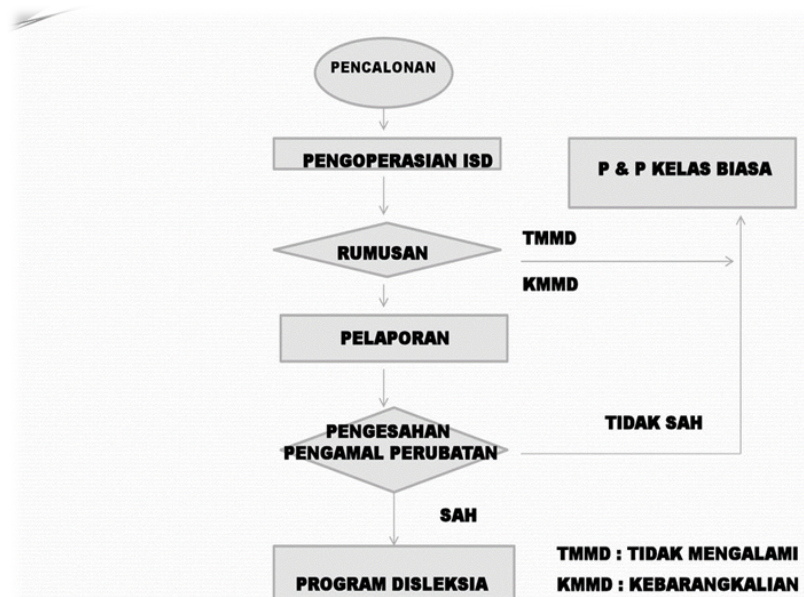 PENCALONAN
PENGOPERASIAN ISD
P & P KELAS BIASA
RUMUSAN
TMMD
KMMD
PELAPORAN
PENGESAHAN
PENGAMAL PERUBATAN
TIDAK SAH
SAH
PROGRAM DISLEKSIA
TMMD : TIDAK MENGALAMI
KMMD : KEBARANGKALIAN